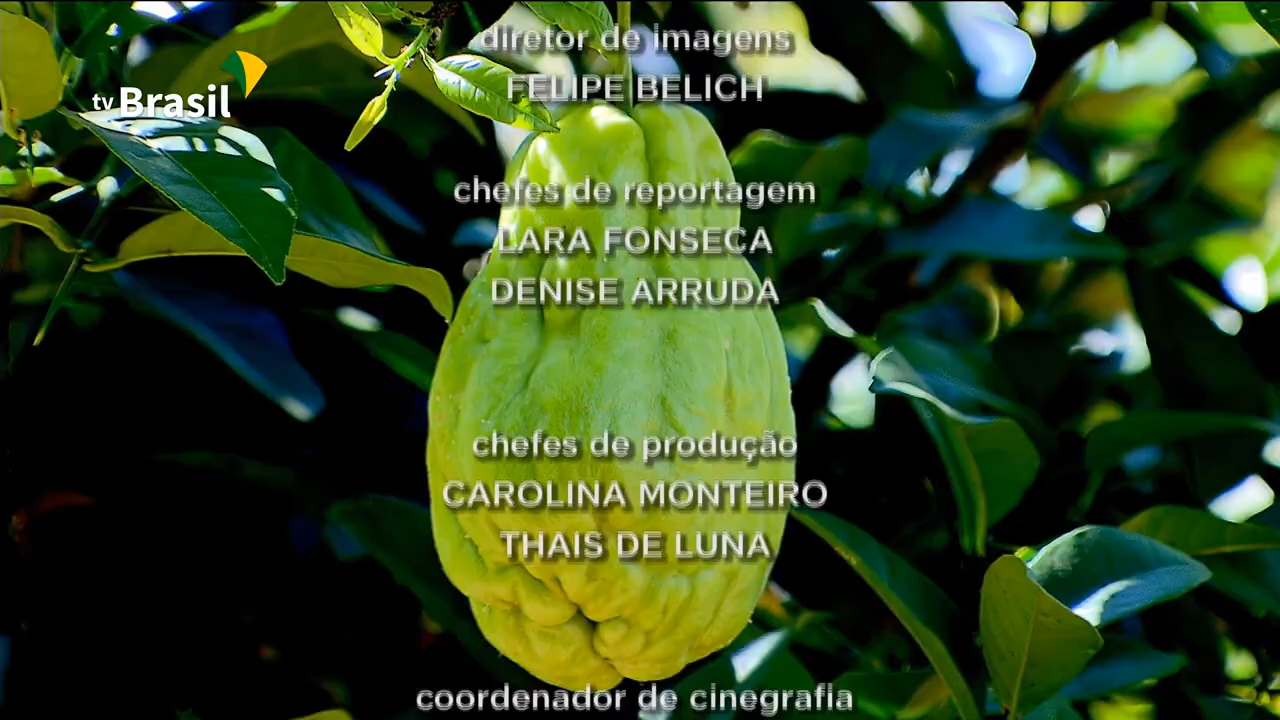 tv Brasil
diretor de imagens
FELIPE BELICH
chefes de reportagem
LARA FONSECA
DENISE ARRUDA
chefes de produção
CAROLINA MONTEIRO
THAIS DE LUNA
coordenador de cinegrafia